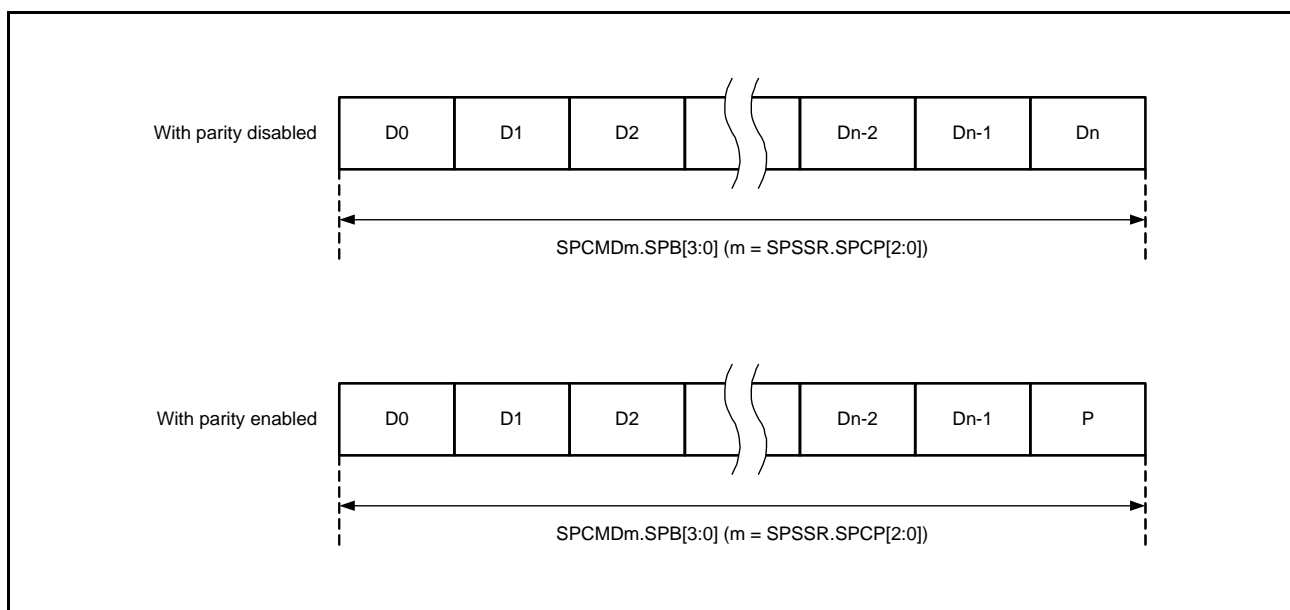 With parity disabled D0 D1 D2 Dn-2 Dn-1 Dn
SPCMDm.SPB[3:0] (m = SPSSR.SPCP[2:0])
With parity enabled D0 D1 D2 Dn-2 Dn-1 P
SPCMDm.SPB[3:0] (m = SPSSR.SPCP[2:0])